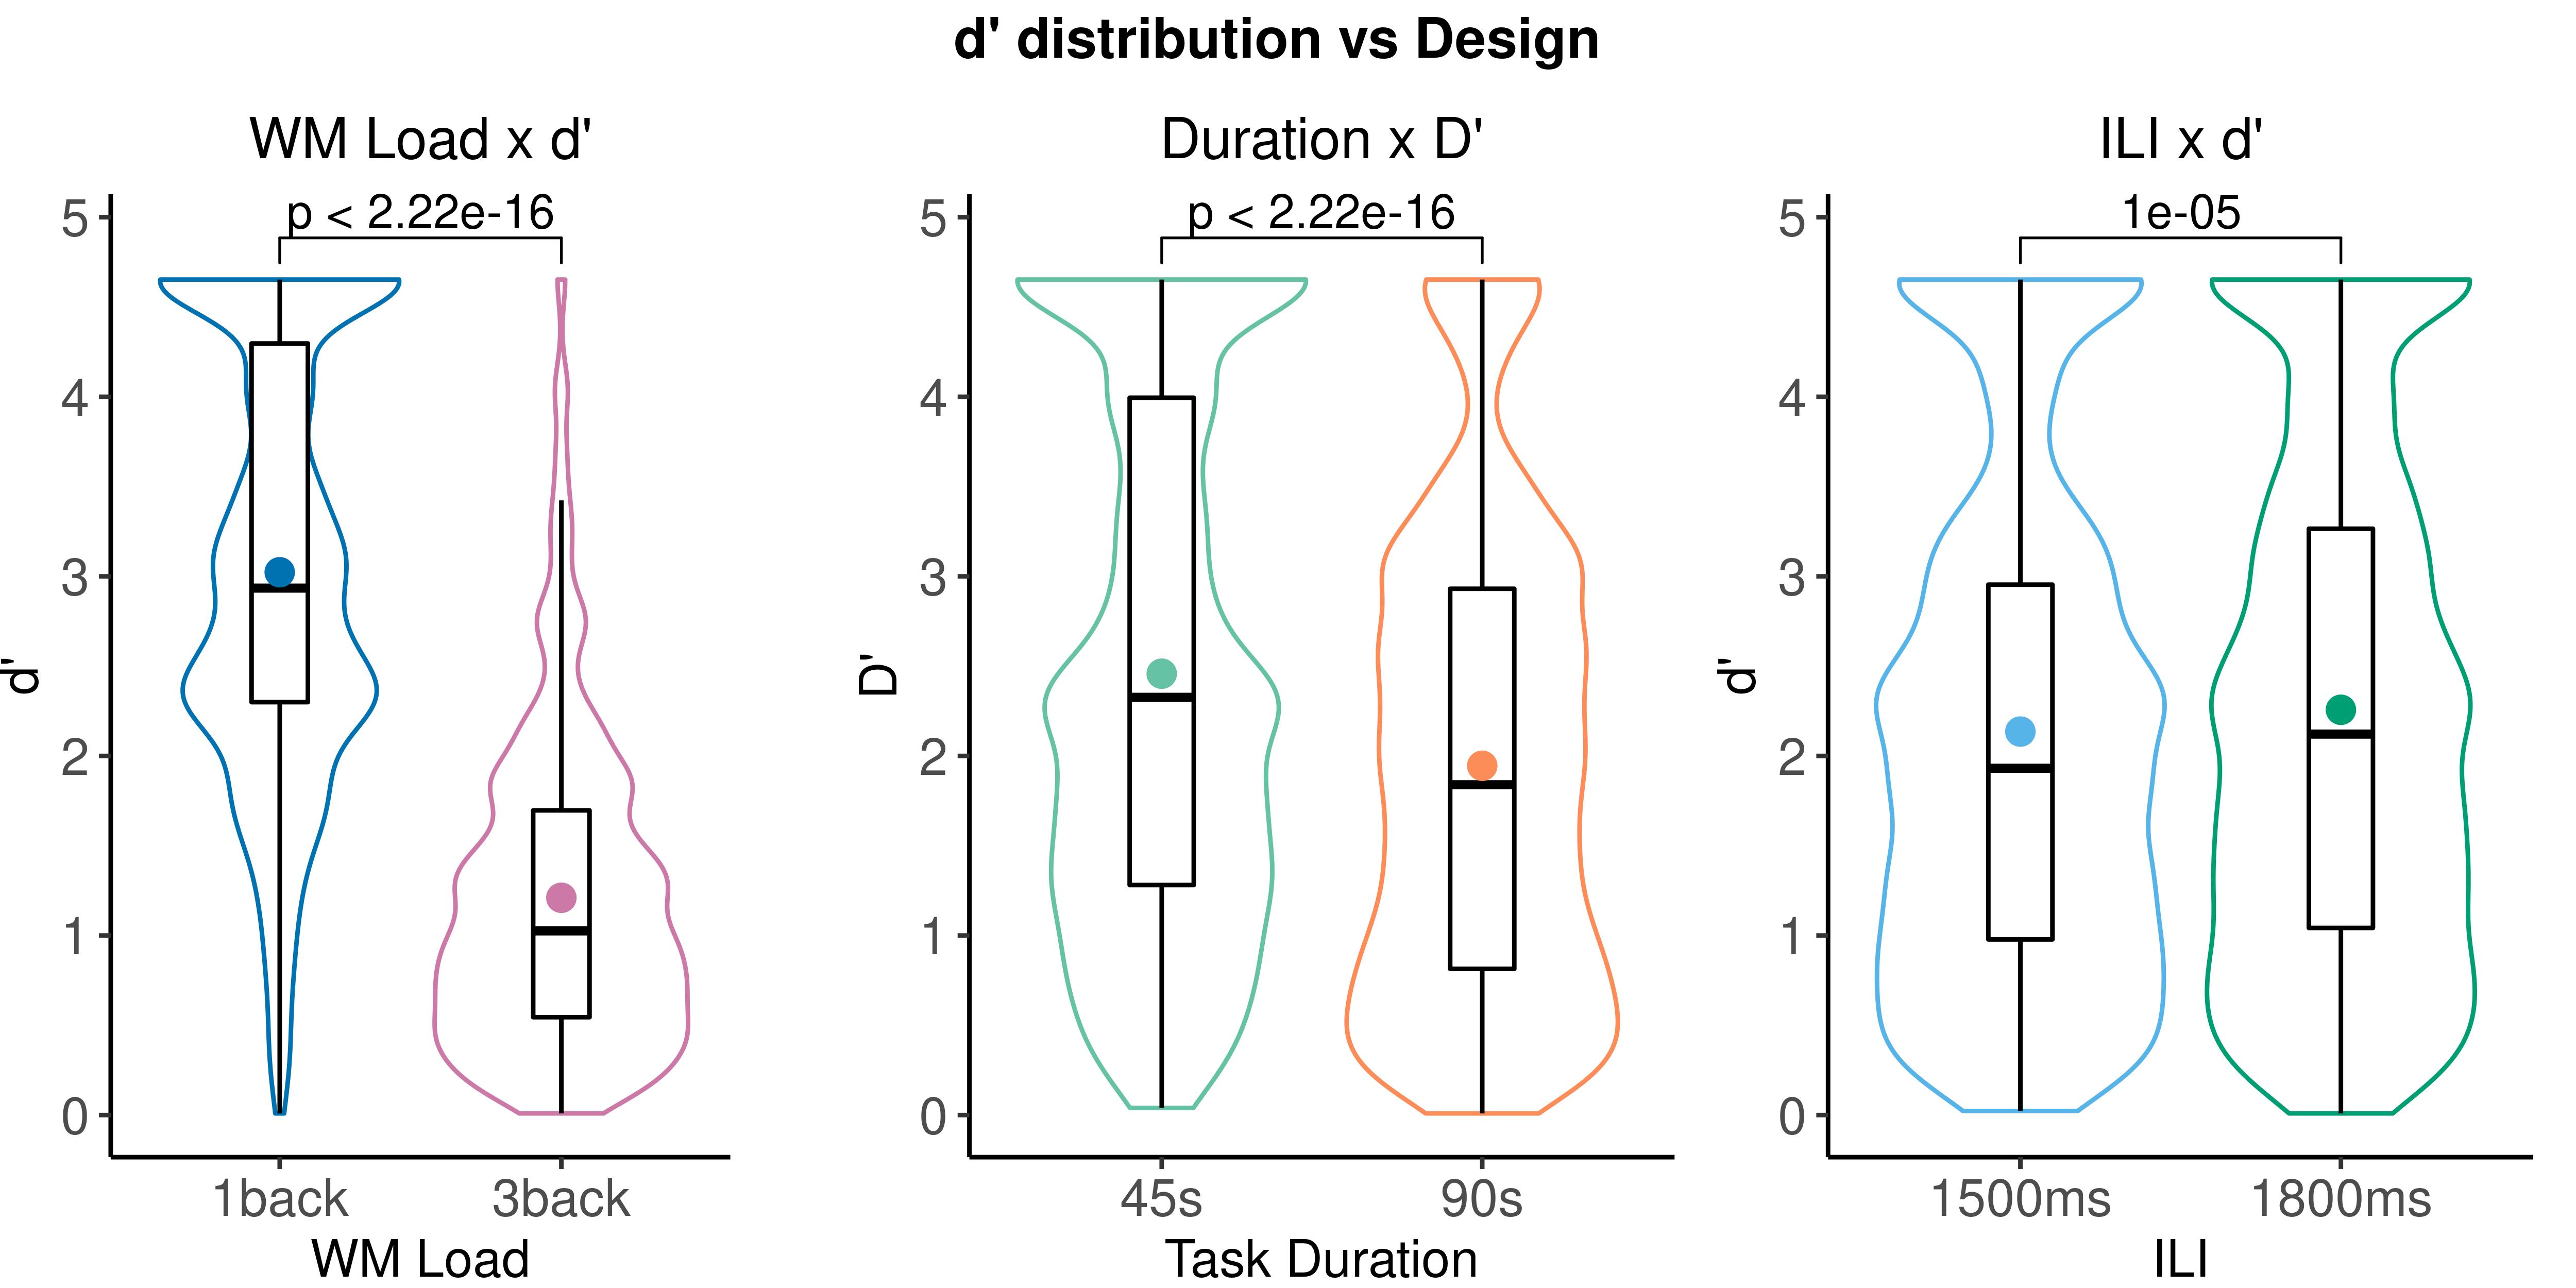 d' distribution vs Design
WM Load x d'
p < 2.22e-16
5
4
3
2
1
0
d'
1back 3back
WM Load
Duration x D'
p < 2.22e-16
5
4
3
2
1
0
D'
45s 90s
Task Duration
ILI x d'
1e-05
5
4
3
2
1
0
d'
1500ms 1800ms
ILI